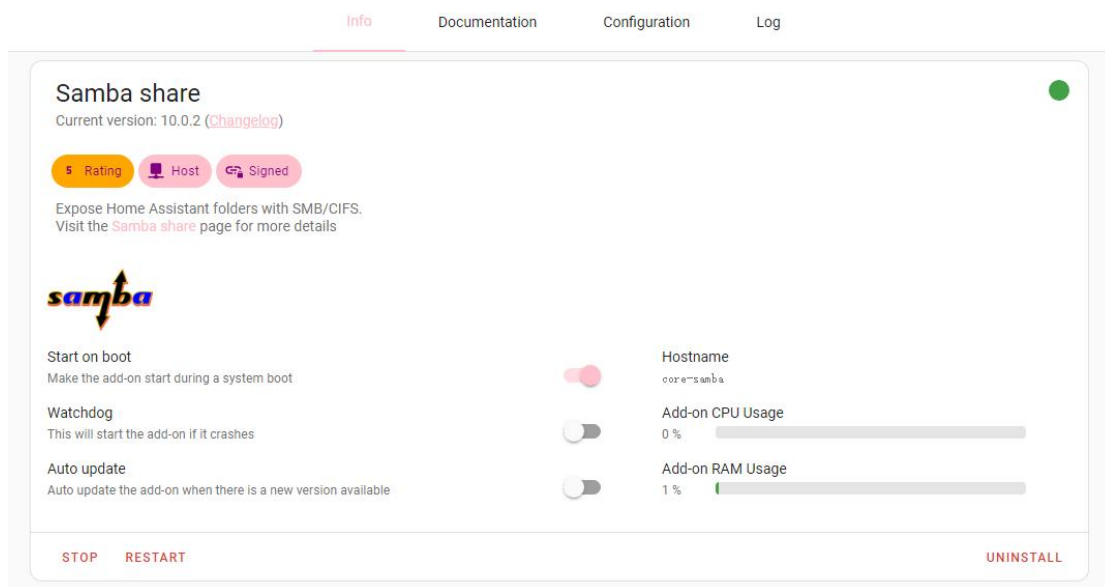 Info Documentation Configuration Log
Samba share
Current version: 10.0.2 (Changelog)
5 Rating Host Signed
Expose Home Assistant folders with SMB/CIFS.
Visit the Samba share page for more details
samba
Start on boot
Make the add-on start during a system boot
Hostname
core-samba
Watchdog
This will start the add-on if it crashes
Add-on CPU Usage
0 %
Auto update
Auto update the add-on when there is a new version available
Add-on RAM Usage
1 %
STOP RESTART UNINSTALL